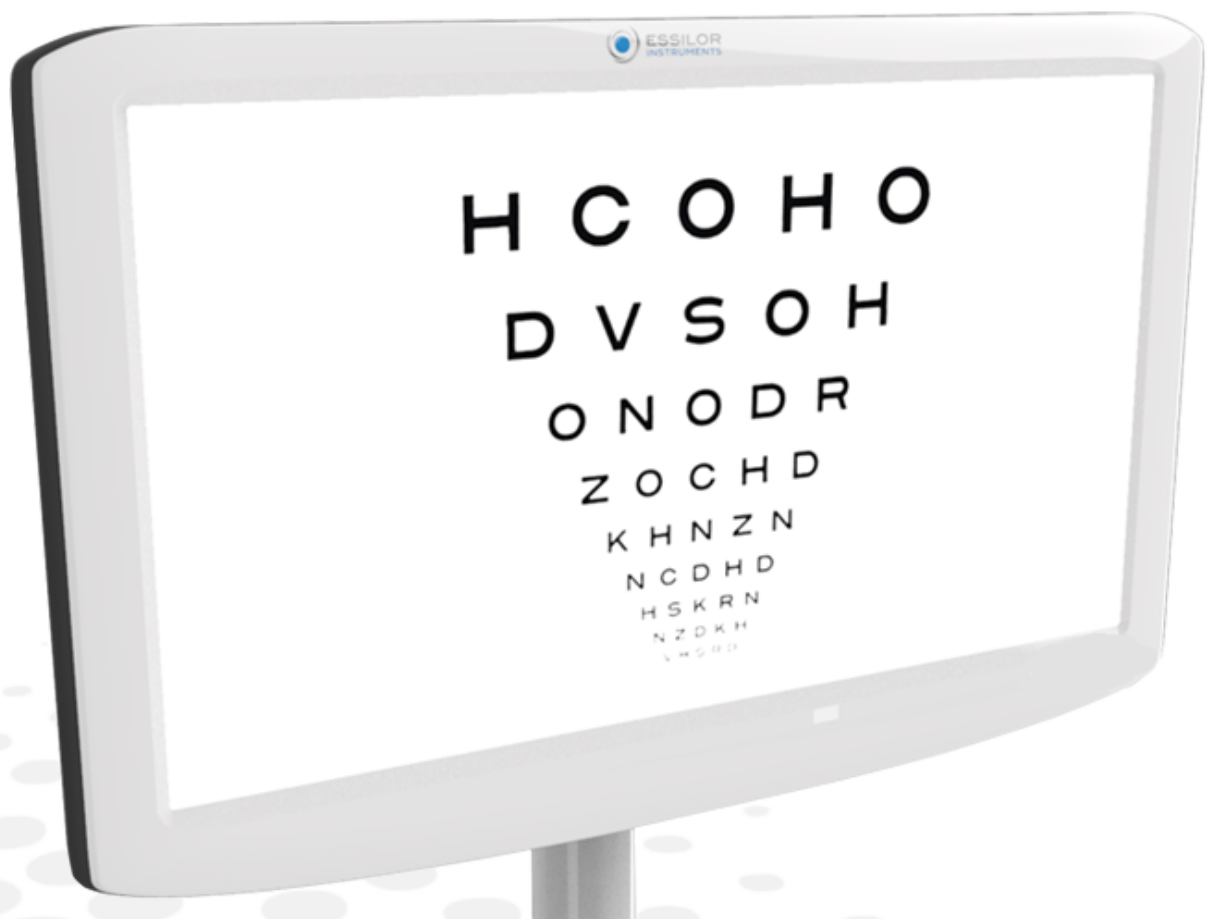 ESSILOR
INSTRUMENTS
H C O H O
D V S O H
O N O D R
Z O C H D
K H N Z N
N C D H D
H S K R N
N Z D K H